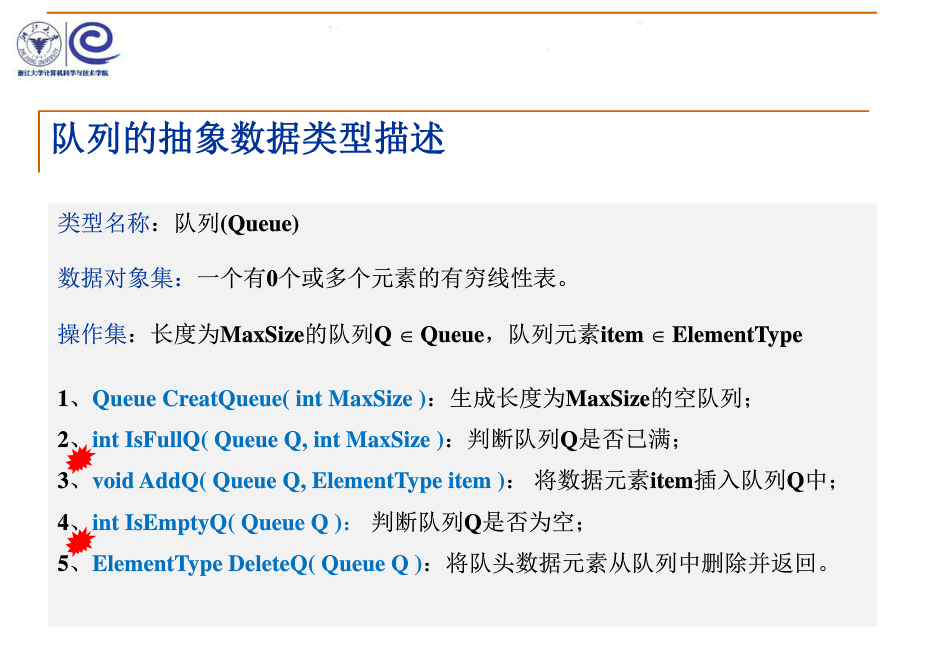 浙江大学计算机科学与技术学院
队列的抽象数据类型描述
类型名称：队列(Queue)
数据对象集：一个有0个或多个元素的有穷线性表。
操作集：长度为MaxSize的队列Q ∈ Queue，队列元素item ∈ ElementType
1、Queue CreatQueue( int MaxSize )：生成长度为MaxSize的空队列；
2、int IsFullQ( Queue Q, int MaxSize )：判断队列Q是否已满；
3、void AddQ( Queue Q, ElementType item )： 将数据元素item插入队列Q中；
4、int IsEmptyQ( Queue Q )： 判断队列Q是否为空；
5、ElementType DeleteQ( Queue Q )：将队头数据元素从队列中删除并返回。